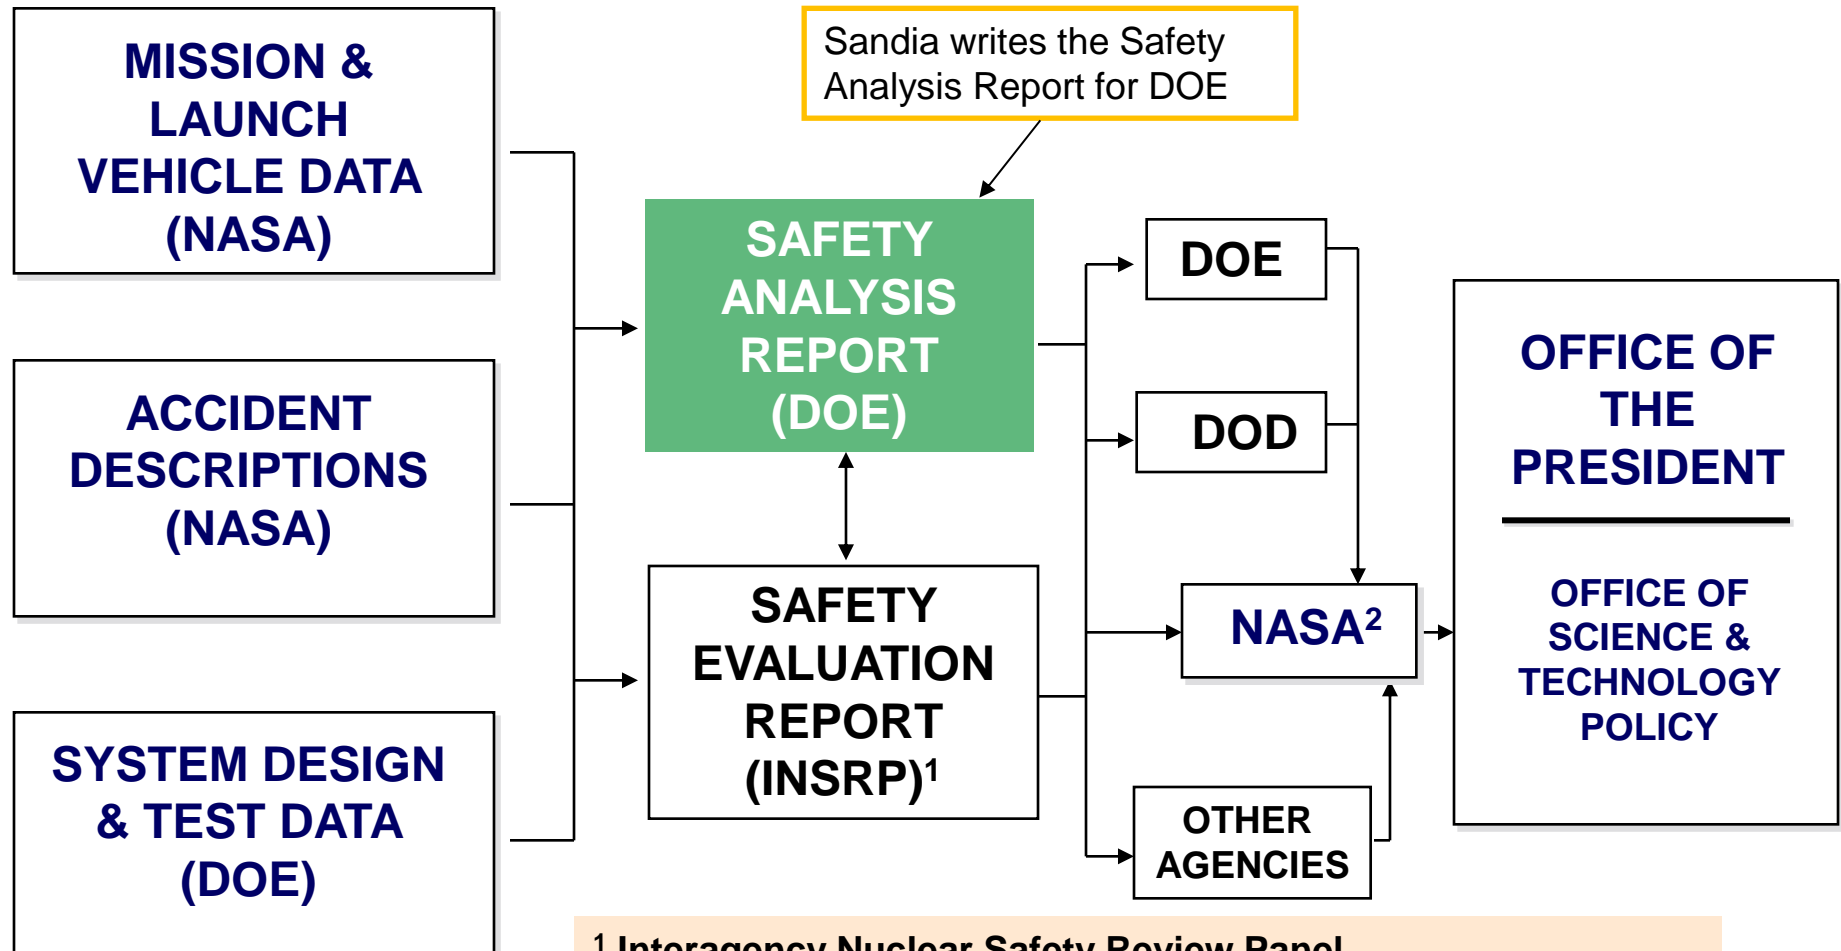 MISSION &
LAUNCH
VEHICLE DATA
(NASA)
ACCIDENT
DESCRIPTIONS
(NASA)
SYSTEM DESIGN
& TEST DATA
(DOE)
Sandia writes the Safety
Analysis Report for DOE
SAFETY
ANALYSIS
REPORT
(DOE)
SAFETY
EVALUATION
REPORT
(INSRP)¹
DOE
DOD
NASA²
OTHER
AGENCIES
OFFICE OF
THE
PRESIDENT
OFFICE OF
SCIENCE &
TECHNOLOGY
POLICY
¹ Interagency Nuclear Safety Review Panel